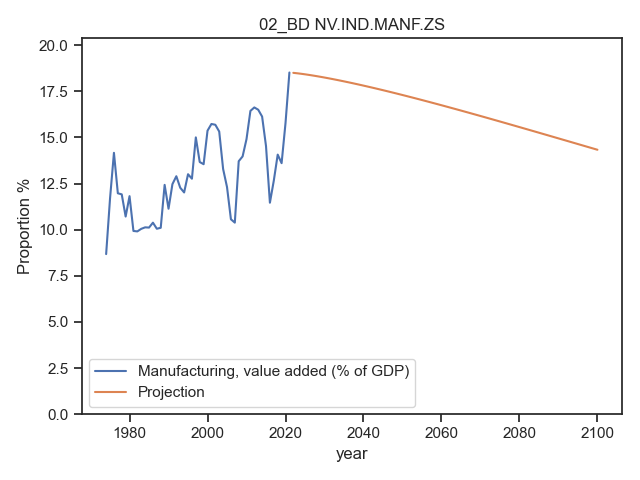 02_BD NV.IND.MANF.ZS
20.0
17.5
15.0
12.5
10.0
7.5
5.0
2.5
0.0
Proportion %
Manufacturing, value added (% of GDP)
Projection
1980 2000 2020 2040 2060 2080 2100
year